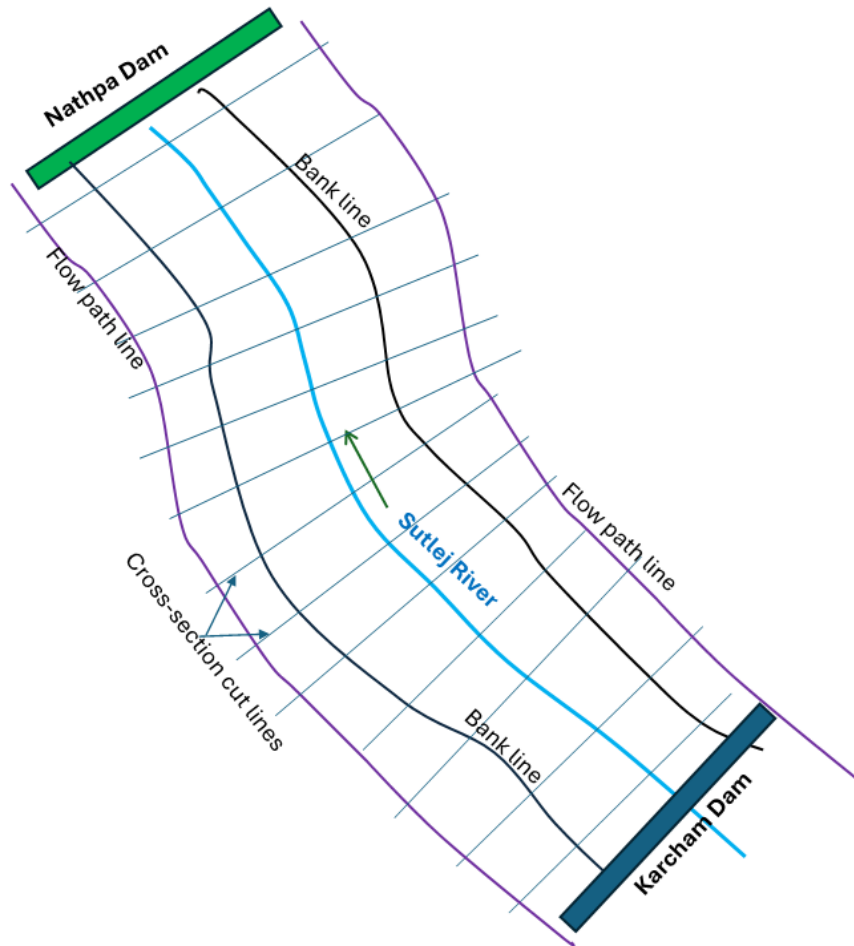 Nathpa Dam
Bank line
Flow path line
Flow path line
Sutlej River
Cross-section cut lines
Bank line
Karcham Dam